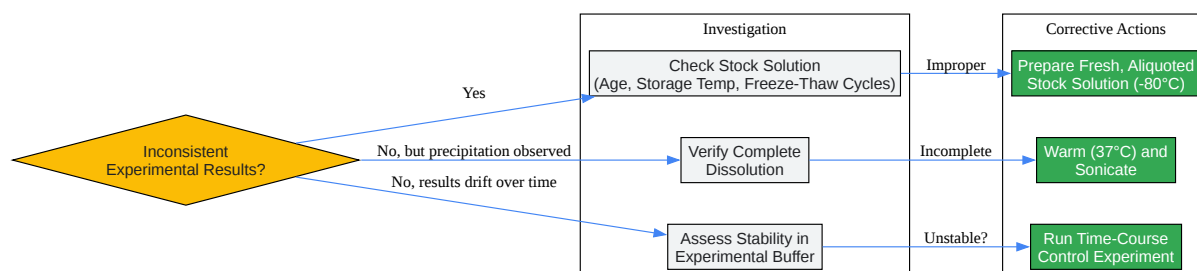 Investigation
Corrective Actions
Check Stock Solution
(Age, Storage Temp, Freeze-Thaw Cycles)
Improper
Prepare Fresh, Aliquoted
Stock Solution (-80°C)
Yes
Inconsistent
Experimental Results?
No, but precipitation observed
Verify Complete
Dissolution
Incomplete
Warm (37°C) and
Sonicate
No, results drift over time
Assess Stability in
Experimental Buffer
Unstable?
Run Time-Course
Control Experiment